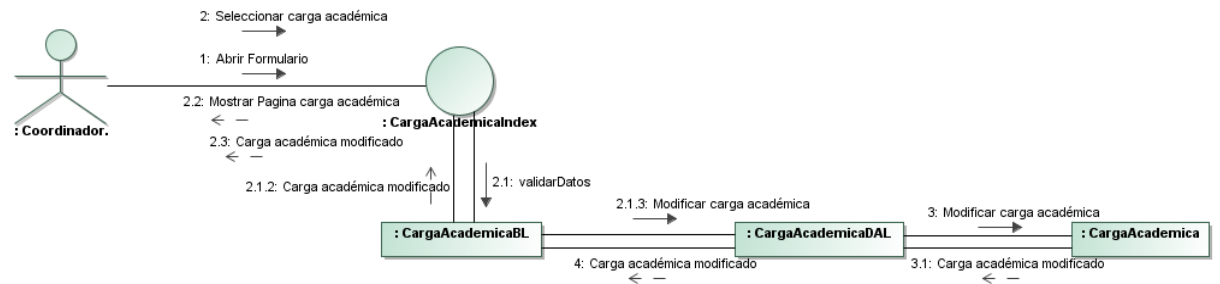 2: Seleccionar carga académica
1: Abrir Formulario
2.2: Mostrar Pagina carga académica
: CargaAcademicaIndex
: Coordinador.
2.3: Carga académica modificado
2.1.2: Carga académica modificado
2.1: validarDatos
2.1.3: Modificar carga académica
3: Modificar carga académica
: CargaAcademicaBL
: CargaAcademicaDAL
: CargaAcademica
4: Carga académica modificado
3.1: Carga académica modificado